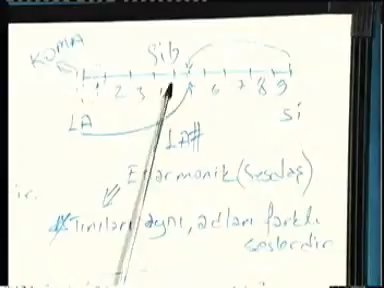 KOMA
Sib
1 2 3 4 6 7 8 9
LA
Si
LA#
Enarmonik (Sesdaş)
Tınıları aynı, adları farklı
seslerdir